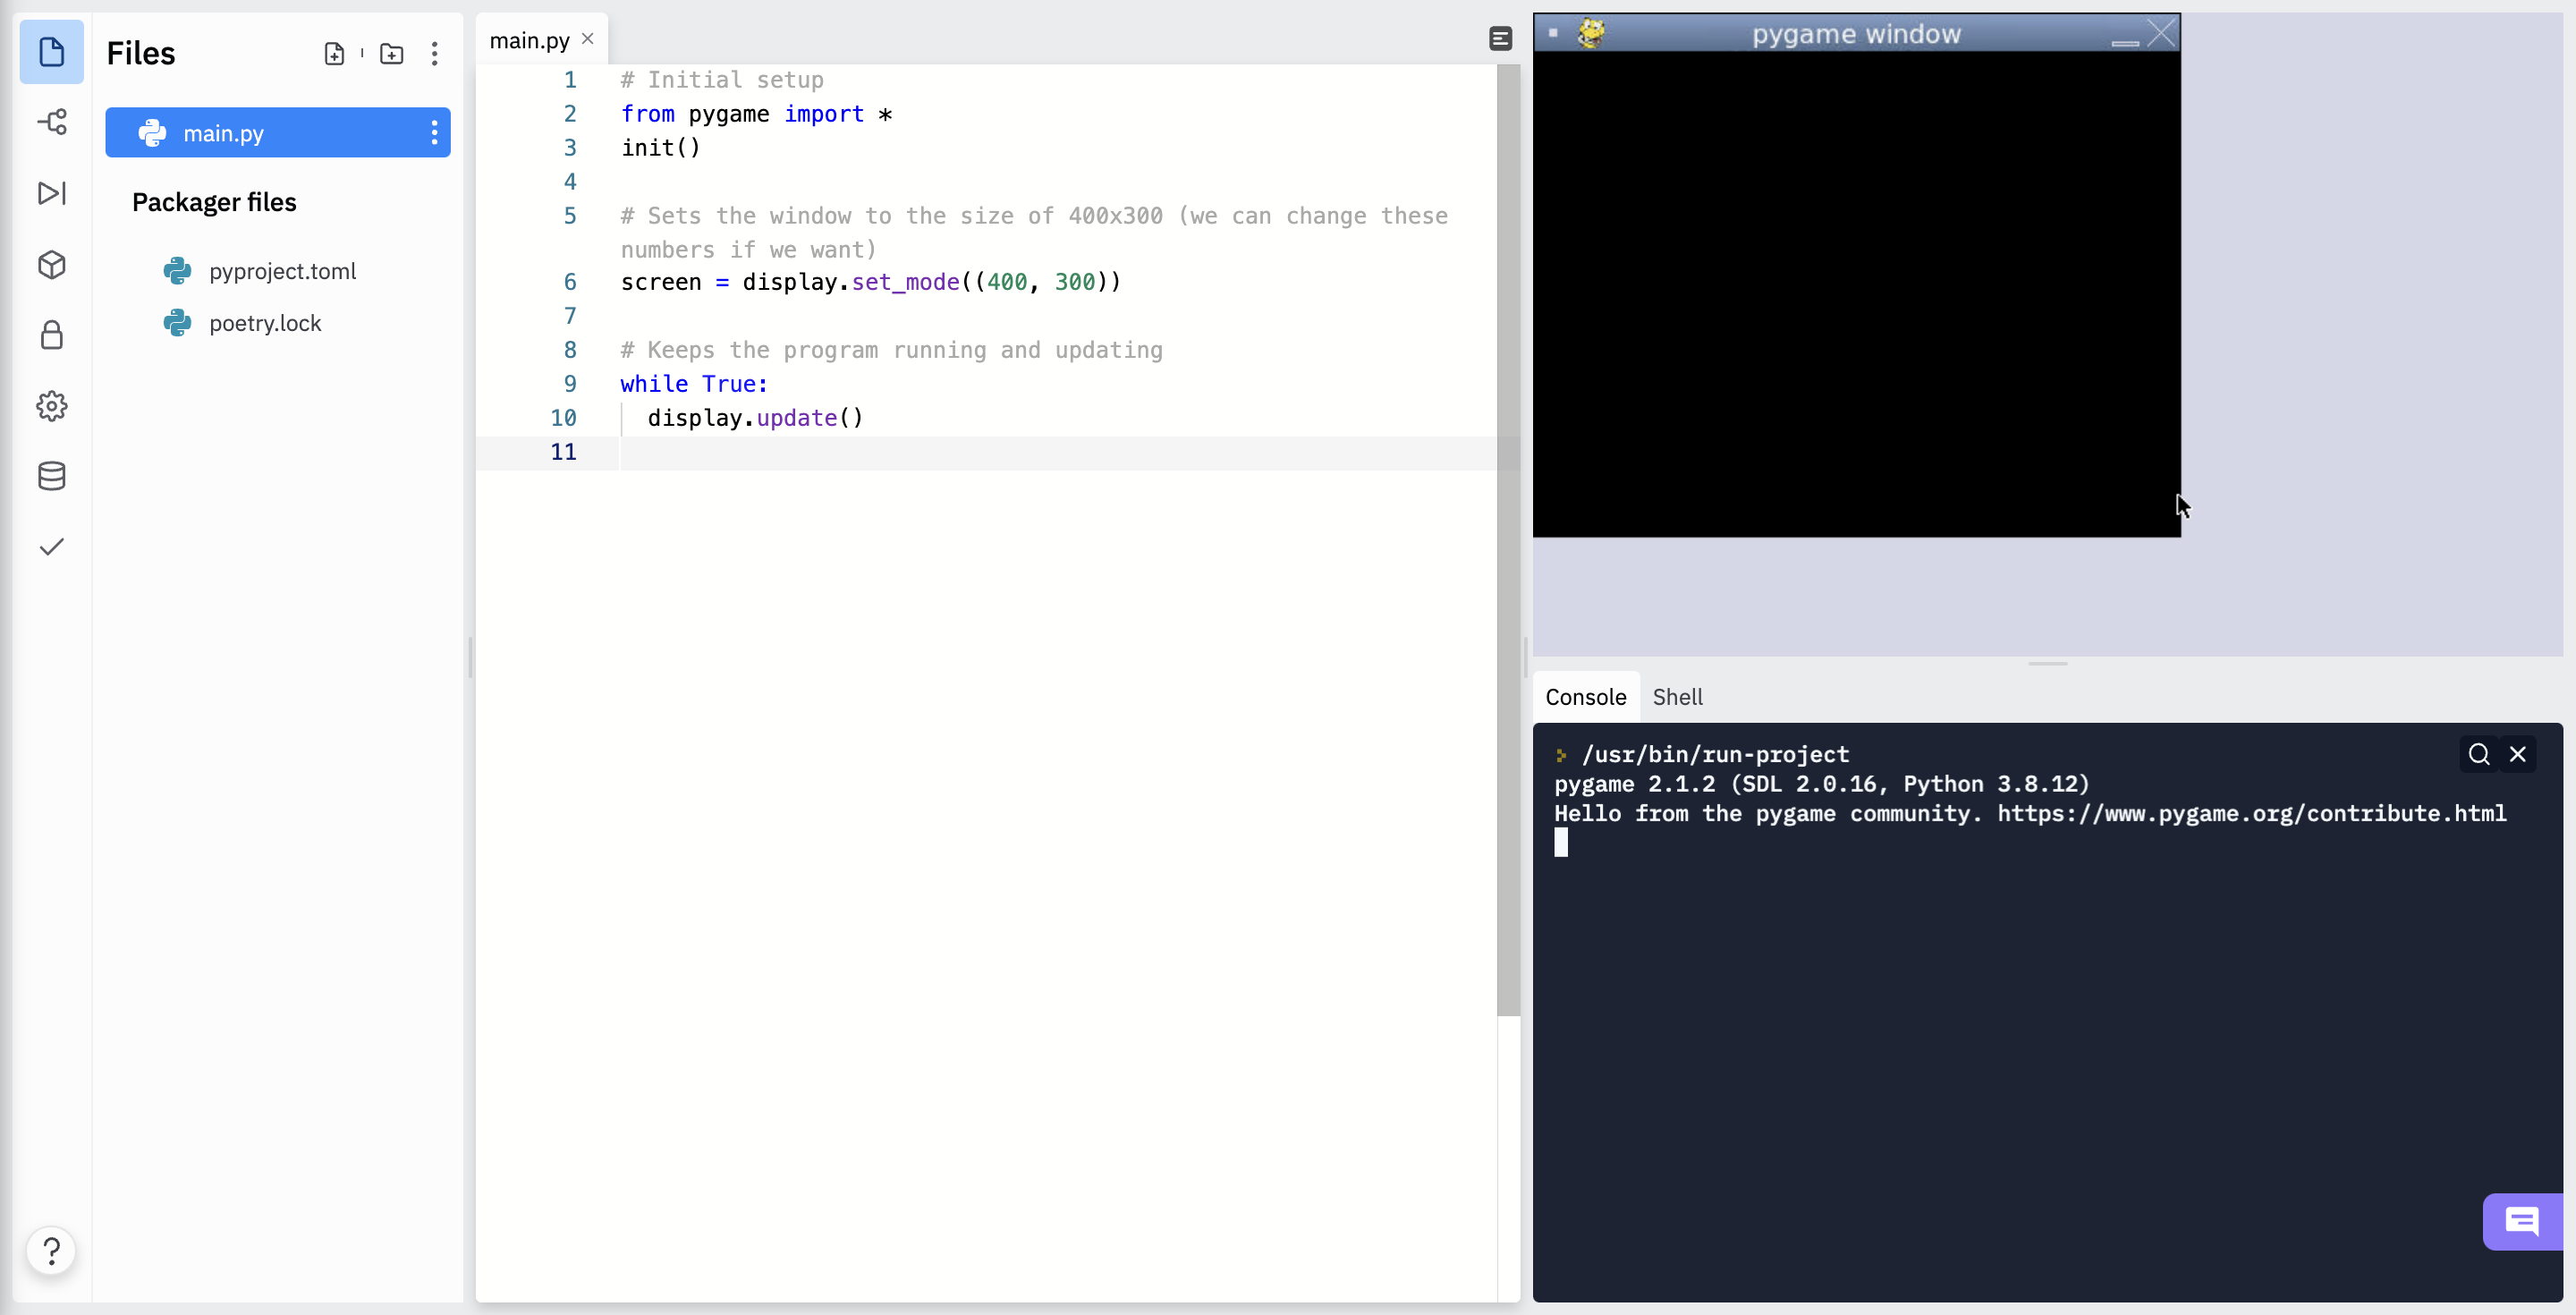 Files
main.py
Packager files
pyproject.toml
poetry.lock
?
main.py ×
1 # Initial setup
2 from pygame import *
3 init()
4
5 # Sets the window to the size of 400x300 (we can change these
numbers if we want)
6 screen = display.set_mode((400, 300))
7
8 # Keeps the program running and updating
9 while True:
10 display.update()
11
pygame window
Console Shell
/usr/bin/run-project
pygame 2.1.2 (SDL 2.0.16, Python 3.8.12)
Hello from the pygame community. https://www.pygame.org/contribute.html